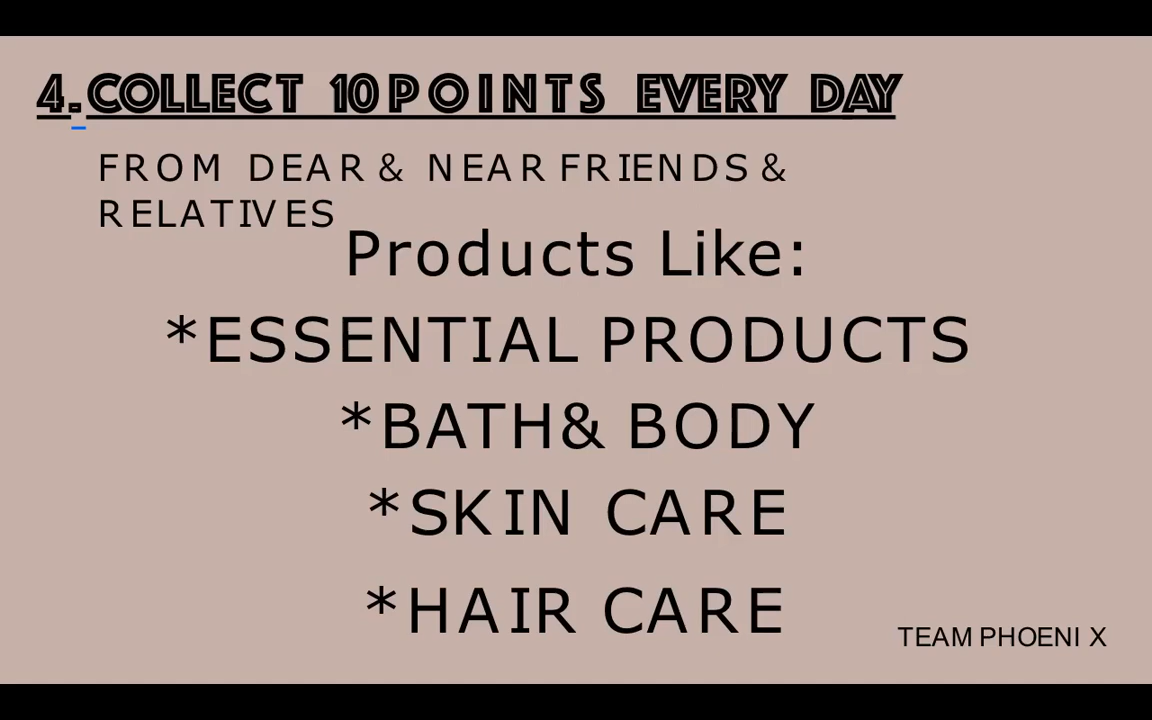 4.COLLECT 10POINTS EVERY DAY
FROM DEAR & NEAR FRIENDS &
RELATIVES
Products Like:
*ESSENTIAL PRODUCTS
*BATH& BODY
*SKIN CARE
*HAIR CARE
TEAM PHOENI X